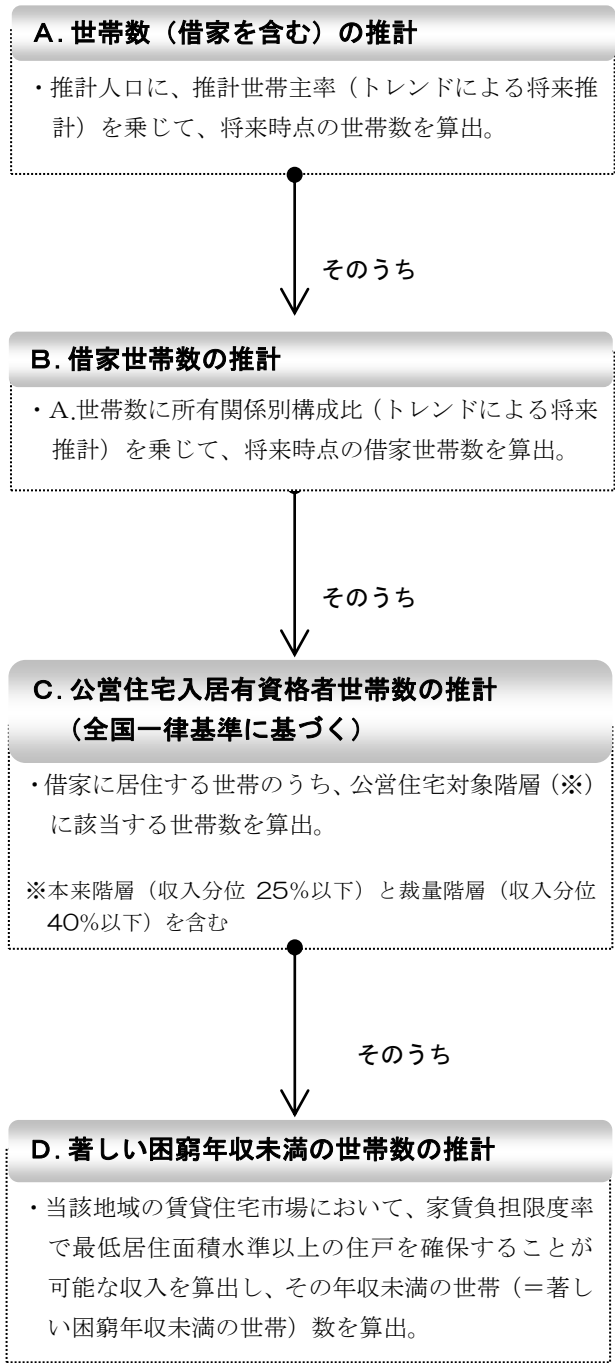 A.世帯数（借家を含む）の推計
・推計人口に、推計世帯主率（トレンドによる将来推
計）を乗じて、将来時点の世帯数を算出。
そのうち
B.借家世帯数の推計
・A.世帯数に所有関係別構成比（トレンドによる将来
推計）を乗じて、将来時点の借家世帯数を算出。
そのうち
C.公営住宅入居有資格者世帯数の推計
（全国一律基準に基づく）
・借家に居住する世帯のうち、公営住宅対象階層（※）
に該当する世帯数を算出。
※本来階層（収入分位 25％以下）と裁量階層（収入分位
40％以下）を含む
そのうち
D.著しい困窮年収未満の世帯数の推計
・当該地域の賃貸住宅市場において、家賃負担限度率
で最低居住面積水準以上の住戸を確保することが
可能な収入を算出し、その年収未満の世帯（＝著し
い困窮年収未満の世帯）数を算出。